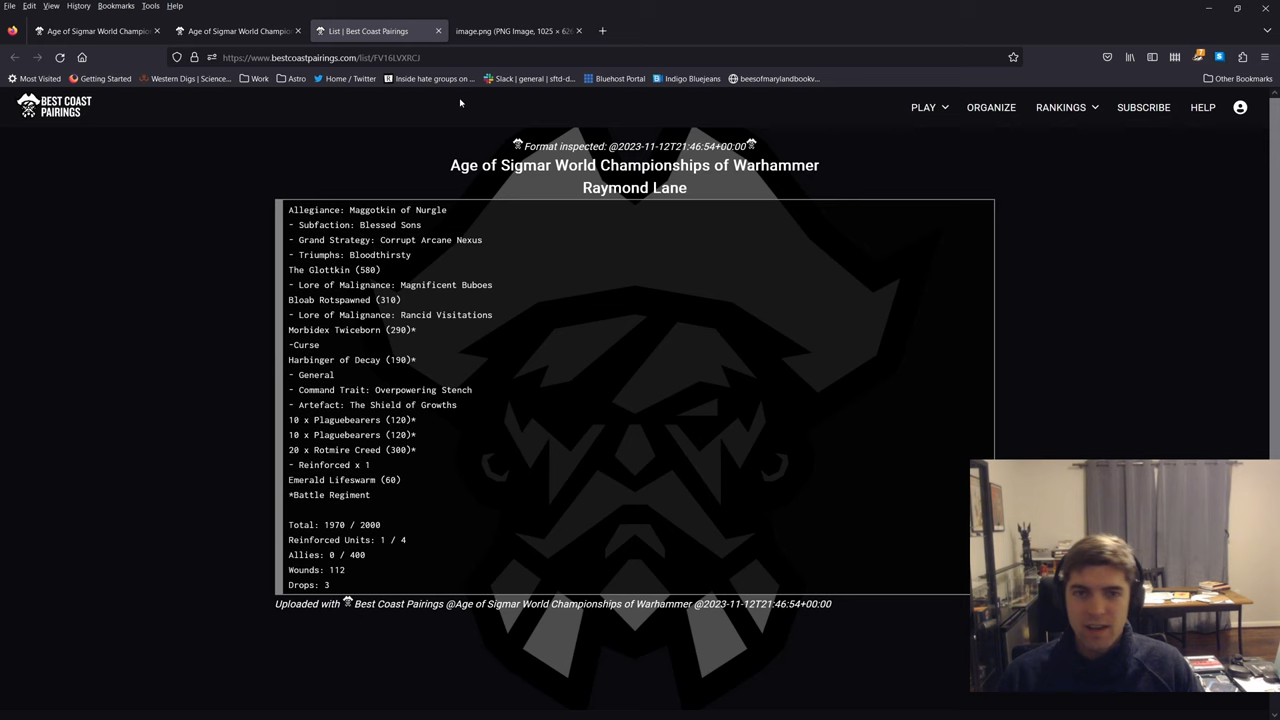 File Edit View History Bookmarks Tools Help
Age of Sigmar World Champion
Age of Sigmar World Champion
List | Best Coast Pairings
image.png (PNG Image, 1025 × 62
https://www.bestcoastpairings.com/list/FV16LVXRCJ
Most Visited Getting Started Western Digs | Science... Work Astro Home / Twitter Inside hate groups on ... Slack | general | sftd-d... Bluehost Portal Indigo Bluejeans beesofmarylandbookv... Other Bookmarks
BEST COAST
PAIRINGS
PLAY ORGANIZE RANKINGS SUBSCRIBE HELP
Format inspected: @2023-11-12T21:46:54+00:00
Age of Sigmar World Championships of Warhammer
Raymond Lane
Allegiance: Maggotkin of Nurgle
- Subfaction: Blessed Sons
- Grand Strategy: Corrupt Arcane Nexus
- Triumphs: Bloodthirsty
The Glottkin (580)
- Lore of Malignance: Magnificent Buboes
Bloab Rotspawned (310)
- Lore of Malignance: Rancid Visitations
Morbidex Twiceborn (290)*
-Curse
Harbinger of Decay (190)*
- General
- Command Trait: Overpowering Stench
- Artefact: The Shield of Growths
10 x Plaguebearers (120)*
10 x Plaguebearers (120)*
20 x Rotmire Creed (300)*
- Reinforced x 1
Emerald Lifeswarm (60)
*Battle Regiment
Total: 1970 / 2000
Reinforced Units: 1 / 4
Allies: 0 / 400
Wounds: 112
Drops: 3
Uploaded with Best Coast Pairings @Age of Sigmar World Championships of Warhammer @2023-11-12T21:46:54+00:00